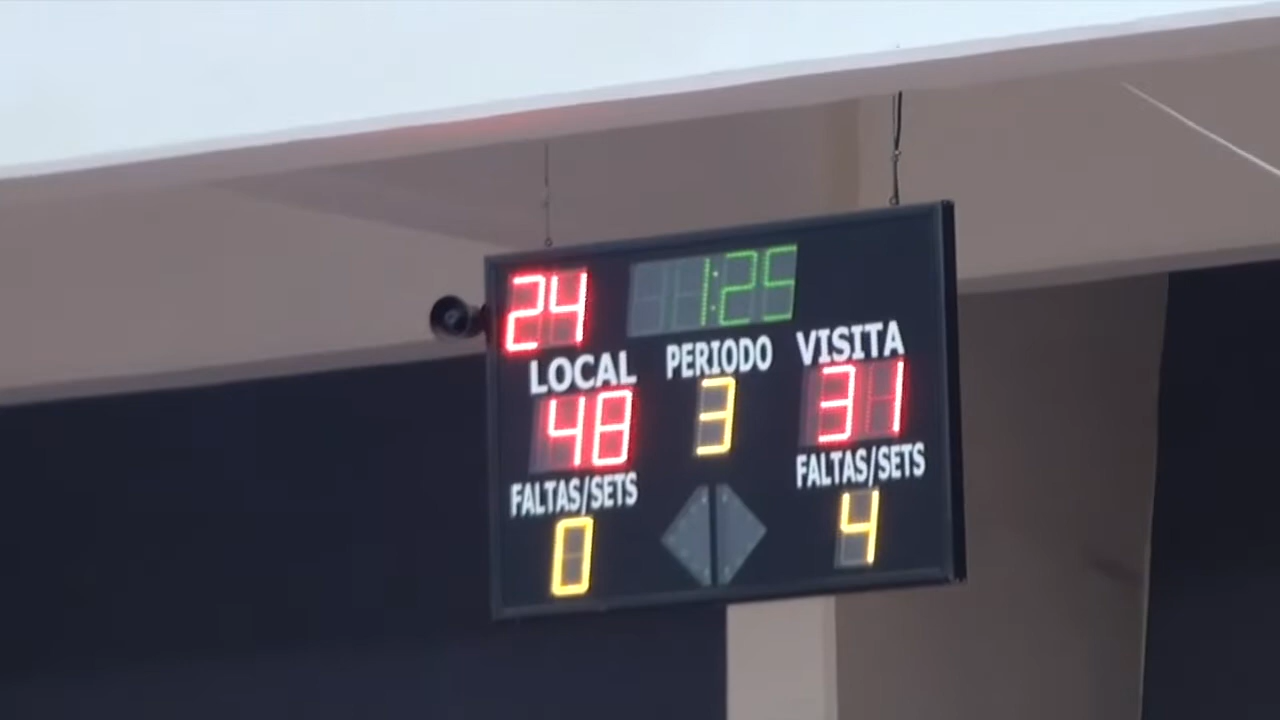 24 1:25
LOCAL PERIODO VISITA
48 3 31
FALTAS/SETS FALTAS/SETS
0 4